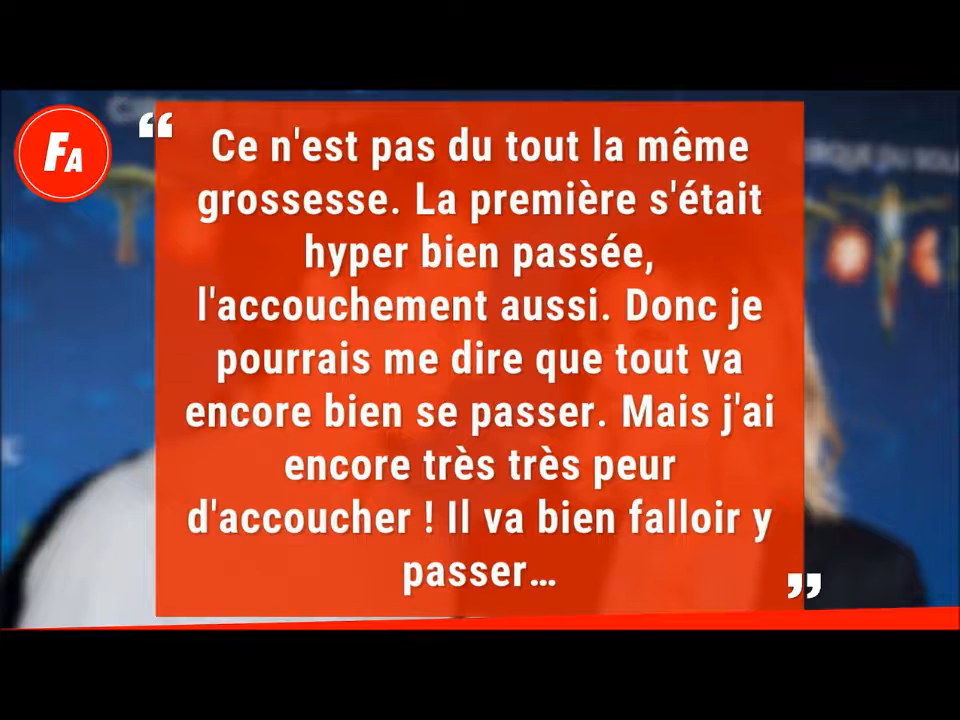 FA
“
Ce n'est pas du tout la même
grossesse. La première s'était
hyper bien passée,
l'accouchement aussi. Donc je
pourrais me dire que tout va
encore bien se passer. Mais j'ai
encore très très peur
d'accoucher ! Il va bien falloir y
passer…
”